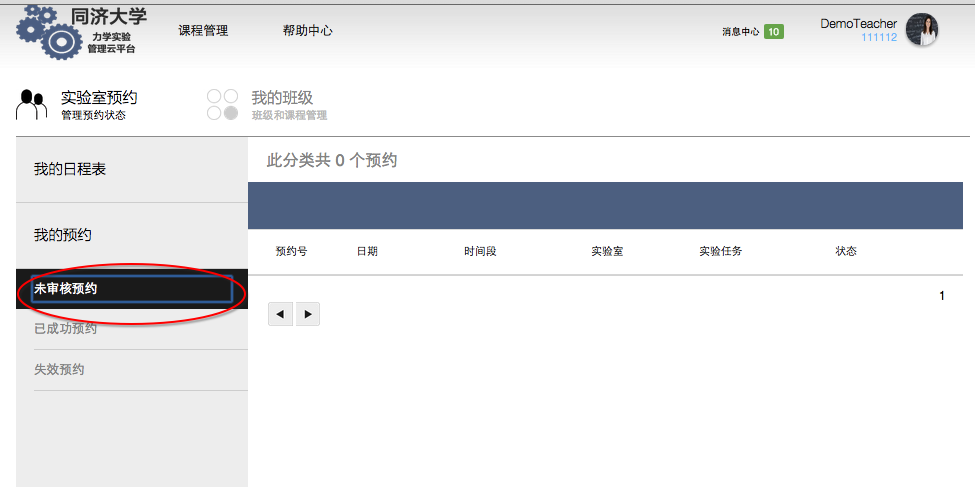 同济大学
力学实验
管理云平台
课程管理
帮助中心
消息中心 10
DemoTeacher
111112
实验室预约
管理预约状态
我的班级
班级和课程管理
我的日程表
我的预约
未审核预约
已成功预约
失效预约
此分类共 0 个预约
预约号 日期 时间段 实验室 实验任务 状态
1